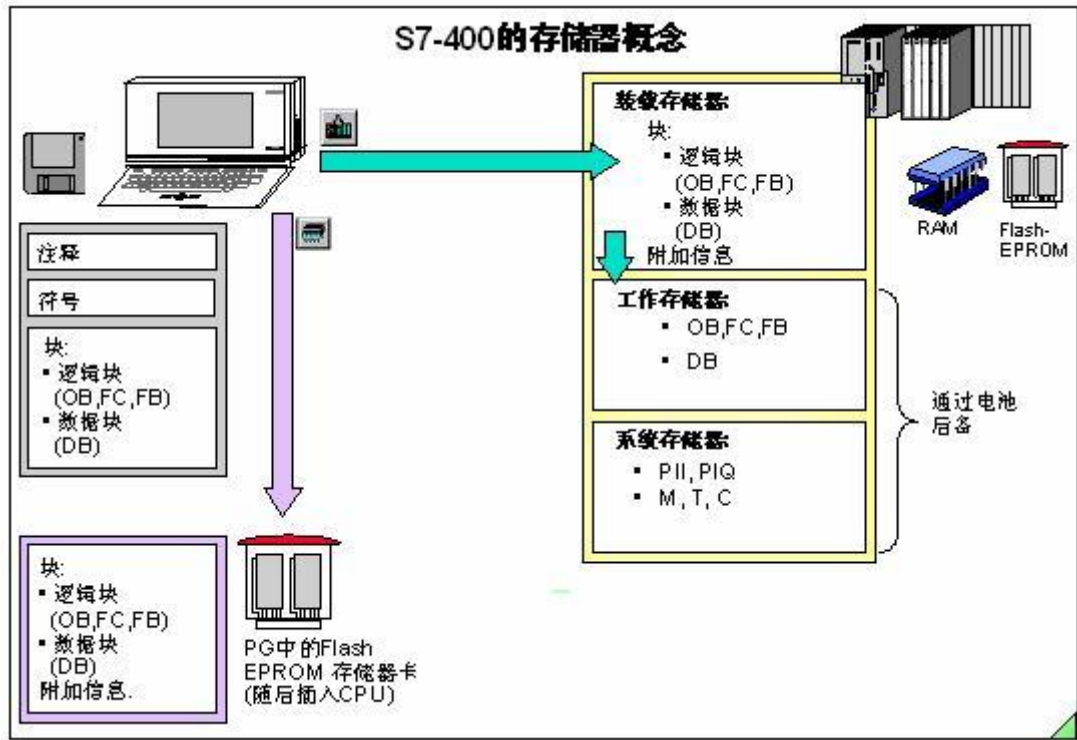 S7-400的存储器概念
装载存储器:
块:
▪ 逻辑块
(OB,FC,FB)
▪ 数据块
(DB)
附加信息
RAM
Flash-
EPROM
工作存储器:
▪ OB,FC,FB
▪ DB
系统存储器:
▪ PII, PIQ
▪ M, T, C
通过电池
后备
注释
符号
块:
▪ 逻辑块
(OB,FC,FB)
▪ 数据块
(DB)
块:
▪ 逻辑块
(OB,FC,FB)
▪ 数据块
(DB)
附加信息.
PG中的Flash
EPROM 存储器卡
(随后插入CPU)